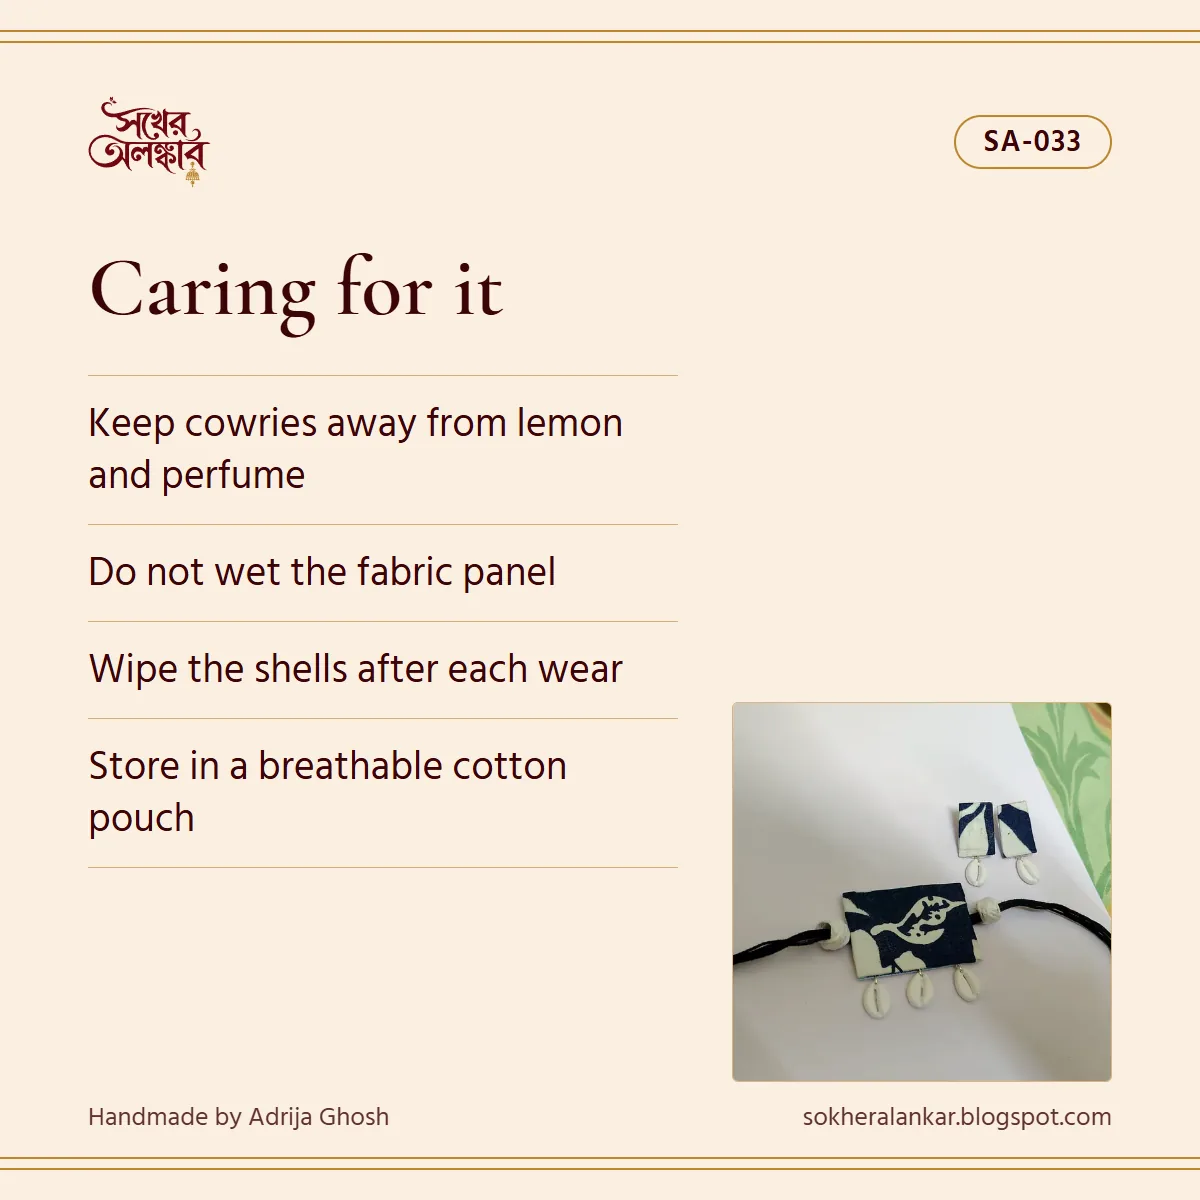 সখের
অলঙ্কার
SA-033
Caring for it
Keep cowries away from lemon
and perfume
Do not wet the fabric panel
Wipe the shells after each wear
Store in a breathable cotton
pouch
Handmade by Adrija Ghosh
sokheralankar.blogspot.com